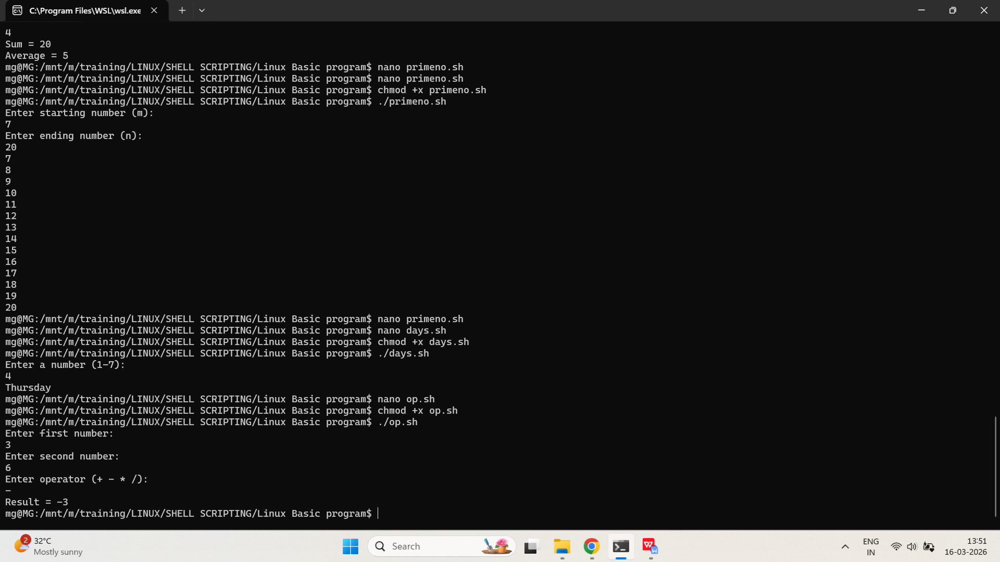 C:\Program Files\WSL\wsl.exe
4
Sum = 20
Average = 5
mg@MG:/mnt/m/training/LINUX/SHELL SCRIPTING/Linux Basic program$ nano primeno.sh
mg@MG:/mnt/m/training/LINUX/SHELL SCRIPTING/Linux Basic program$ nano primeno.sh
mg@MG:/mnt/m/training/LINUX/SHELL SCRIPTING/Linux Basic program$ chmod +x primeno.sh
mg@MG:/mnt/m/training/LINUX/SHELL SCRIPTING/Linux Basic program$ ./primeno.sh
Enter starting number (m):
7
Enter ending number (n):
20
7
8
9
10
11
12
13
14
15
16
17
18
19
20
mg@MG:/mnt/m/training/LINUX/SHELL SCRIPTING/Linux Basic program$ nano primeno.sh
mg@MG:/mnt/m/training/LINUX/SHELL SCRIPTING/Linux Basic program$ nano days.sh
mg@MG:/mnt/m/training/LINUX/SHELL SCRIPTING/Linux Basic program$ chmod +x days.sh
mg@MG:/mnt/m/training/LINUX/SHELL SCRIPTING/Linux Basic program$ ./days.sh
Enter a number (1-7):
4
Thursday
mg@MG:/mnt/m/training/LINUX/SHELL SCRIPTING/Linux Basic program$ nano op.sh
mg@MG:/mnt/m/training/LINUX/SHELL SCRIPTING/Linux Basic program$ chmod +x op.sh
mg@MG:/mnt/m/training/LINUX/SHELL SCRIPTING/Linux Basic program$ ./op.sh
Enter first number:
3
Enter second number:
6
Enter operator (+ - * /):
-
Result = -3
mg@MG:/mnt/m/training/LINUX/SHELL SCRIPTING/Linux Basic program$
2
32°C
Mostly sunny
Search
ENG
IN
13:51
16-03-2026